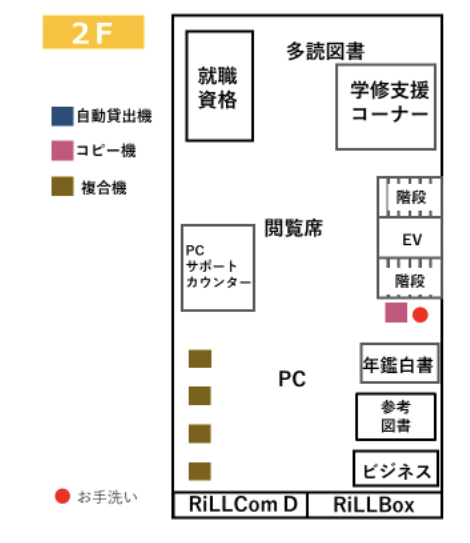 2F
自動貸出機
コピー機
複合機
就職
資格
多読図書
学修支援
コーナー
階段
EV
階段
閲覧席
PC
サポート
カウンター
PC
年鑑白書
参考
図書
ビジネス
お手洗い
RiLLCom D
RiLLBox